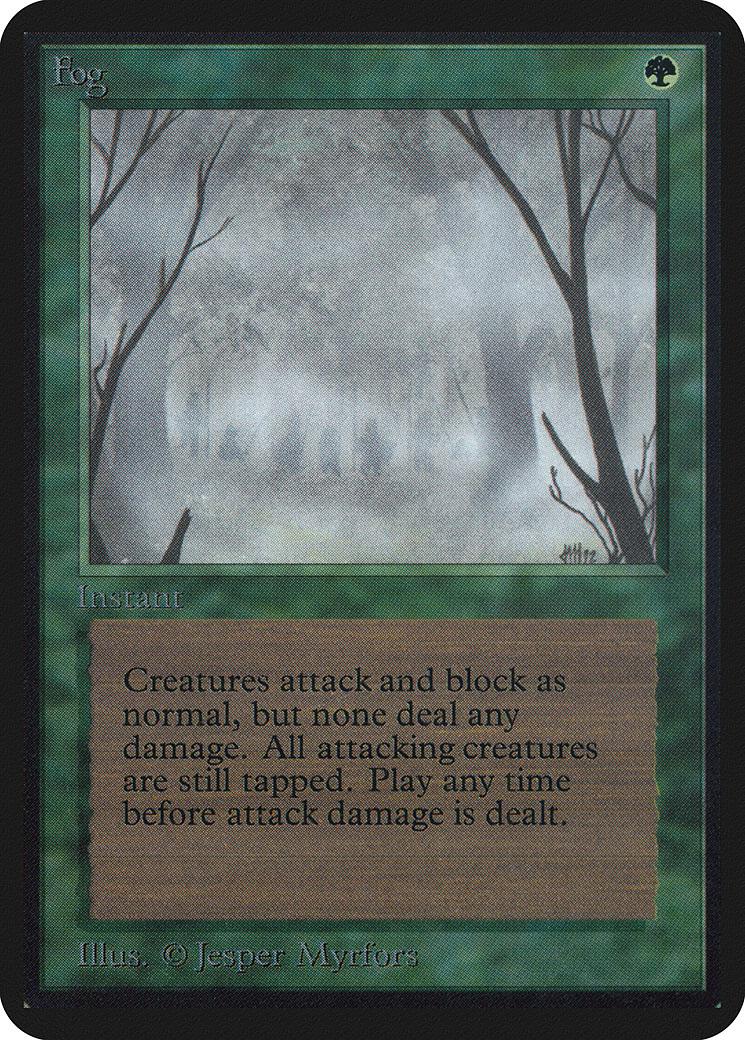 Fog
Instant
Creatures attack and block as
normal, but none deal any
damage. All attacking creatures
are still tapped. Play any time
before attack damage is dealt.
Illus. © Jesper Myrfors